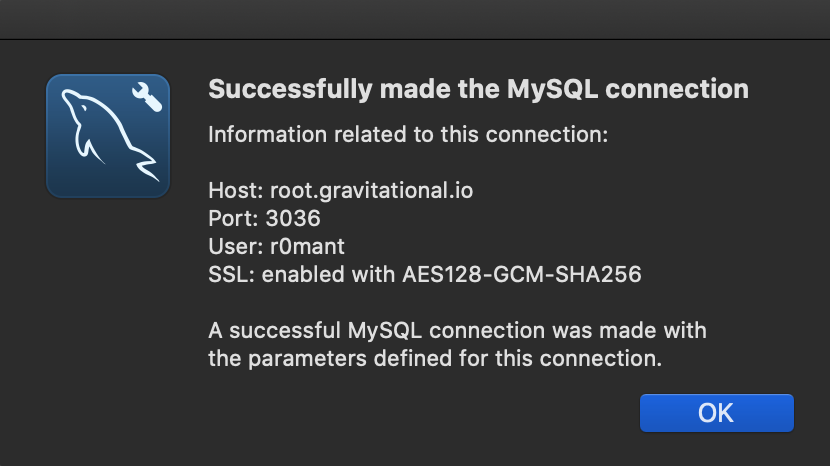 Successfully made the MySQL connection
Information related to this connection:
Host: root.gravitational.io
Port: 3036
User: r0mant
SSL: enabled with AES128-GCM-SHA256
A successful MySQL connection was made with
the parameters defined for this connection.
OK